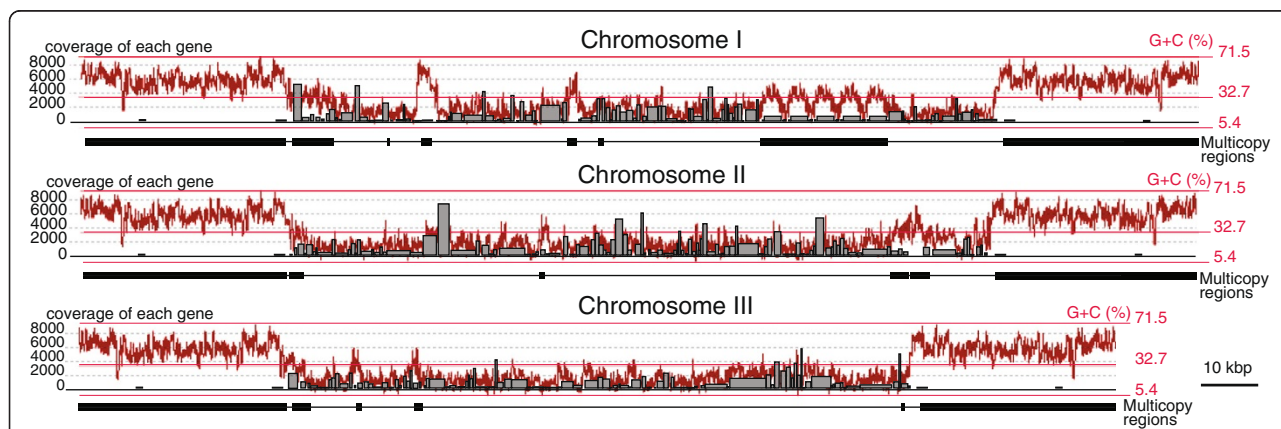 Chromosome I
coverage of each gene
G+C (%)
8000
6000
4000
2000
0
71.5
32.7
5.4
Multicopy
regions
Chromosome II
coverage of each gene
G+C (%)
8000
6000
4000
2000
0
71.5
32.7
5.4
Multicopy
regions
Chromosome III
coverage of each gene
G+C (%)
8000
6000
4000
2000
0
71.5
32.7
5.4
10 kbp
Multicopy
regions